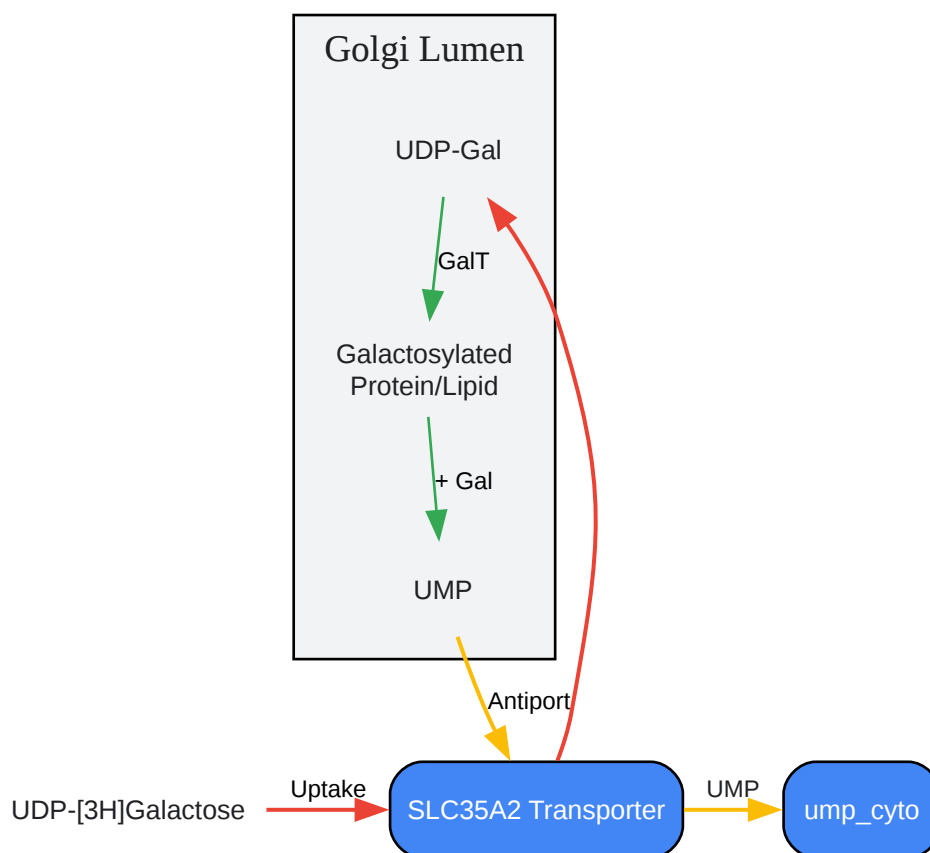 Golgi Lumen
UDP-Gal
GalT
Galactosylated
Protein/Lipid
+ Gal
UMP
Antiport
UDP-[3H]Galactose
Uptake
SLC35A2 Transporter
UMP
ump_cyto